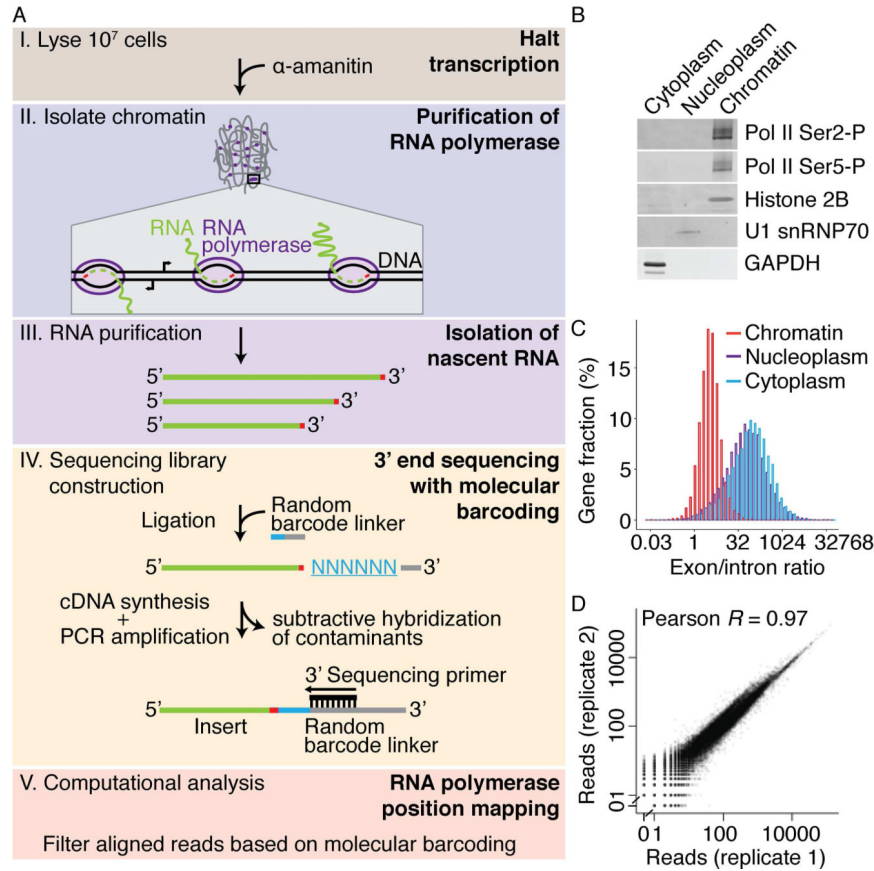 A
I. Lyse 10⁷ cells
Halt
transcription
α-amanitin
II. Isolate chromatin
Purification of
RNA polymerase
RNA
RNA
polymerase
DNA
III. RNA purification
Isolation of
nascent RNA
5’ 3’
5’ 3’
5’ 3’
IV. Sequencing library
construction
3’ end sequencing
with molecular
barcoding
Ligation
Random
barcode linker
5’ NNNNNN 3’
cDNA synthesis
+
PCR amplification
subtractive hybridization
of contaminants
3’ Sequencing primer
5’ 3’
Insert
Random
barcode linker
V. Computational analysis
RNA polymerase
position mapping
Filter aligned reads based on molecular barcoding
B
Cytoplasm
Nucleoplasm
Chromatin
Pol II Ser2-P
Pol II Ser5-P
Histone 2B
U1 snRNP70
GAPDH
C
Chromatin
Nucleoplasm
Cytoplasm
Gene fraction (%)
15
10
5
0
0.03 1 32 1024 32768
Exon/intron ratio
D
Pearson R = 0.97
Reads (replicate 2)
10000
100
01
01 100 10000
Reads (replicate 1)